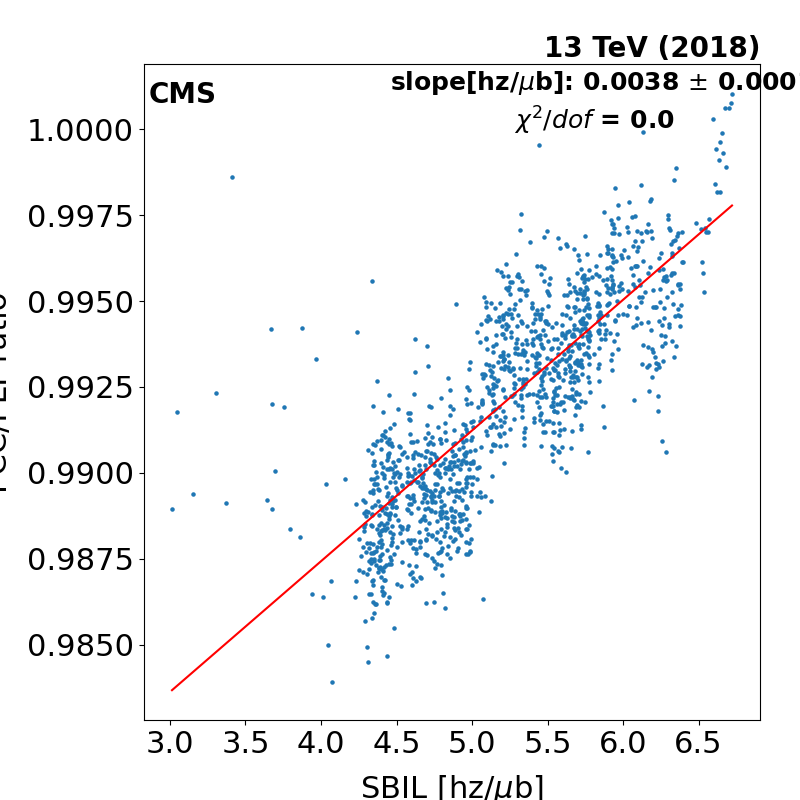 13 TeV (2018)
CMS
slope[hz/μb]: 0.0038 ± 0.000
χ²/dof = 0.0
1.0000
0.9975
0.9950
0.9925
0.9900
0.9875
0.9850
3.0 3.5 4.0 4.5 5.0 5.5 6.0 6.5
SBIL [hz/μb]